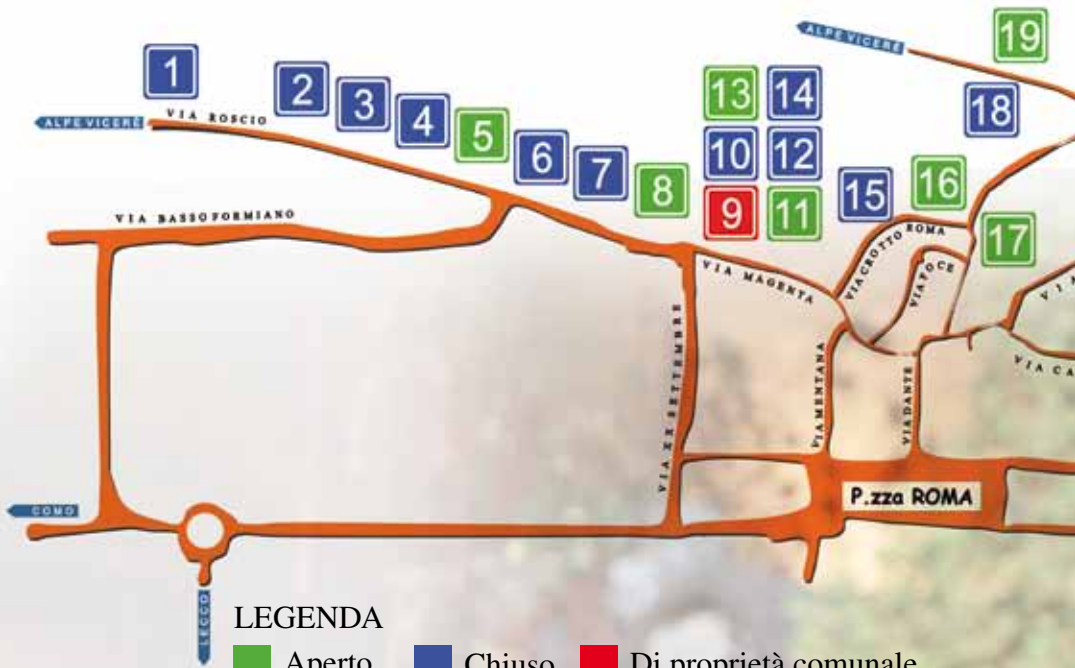 ALPE VICERÈ
19
1
2
3
4
5
6
7
8
13
14
10
12
9
11
15
16
17
18
ALPE VICERÈ
VIA ROSCIO
VIA BASSO FORMIANO
VIA MAGENTA
VIA CROTTO ROMA
VIA FOCE
VIA XX SETTEMBRE
VIA MENTANA
VIA DANTE
VIA CA
P.zza ROMA
COMO
LECCO
LEGENDA
Aperto
Chiuso
Di proprietà comunale